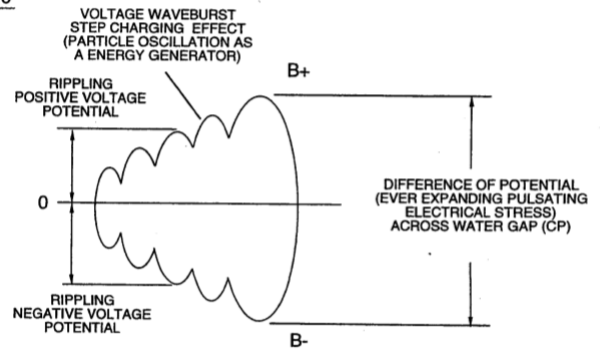 VOLTAGE WAVEBURST
STEP CHARGING EFFECT
(PARTICLE OSCILLATION AS
A ENERGY GENERATOR)
B+
RIPPLING
POSITIVE VOLTAGE
POTENTIAL
0
DIFFERENCE OF POTENTIAL
(EVER EXPANDING PULSATING
ELECTRICAL STRESS)
ACROSS WATER GAP (CP)
RIPPLING
NEGATIVE VOLTAGE
POTENTIAL
B-